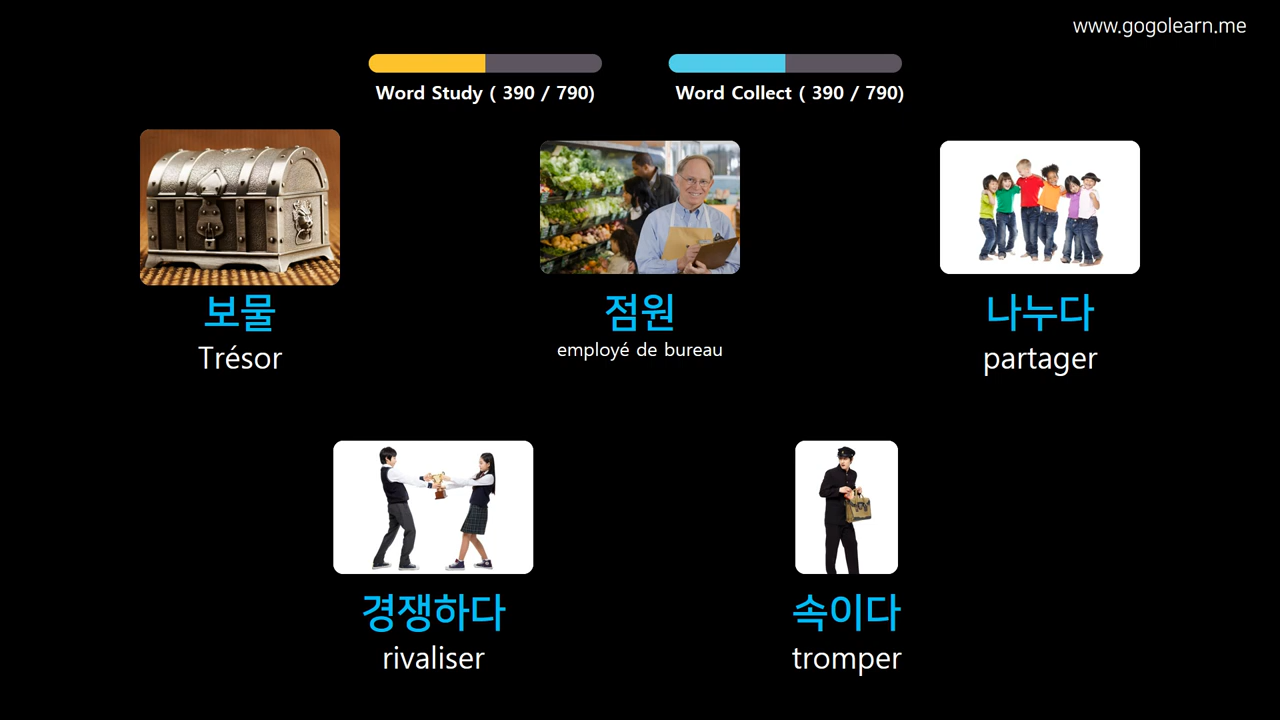 www.gogolearn.me
Word Study ( 390 / 790)
Word Collect ( 390 / 790)
보물
Trésor
점원
employé de bureau
나누다
partager
경쟁하다
rivaliser
속이다
tromper